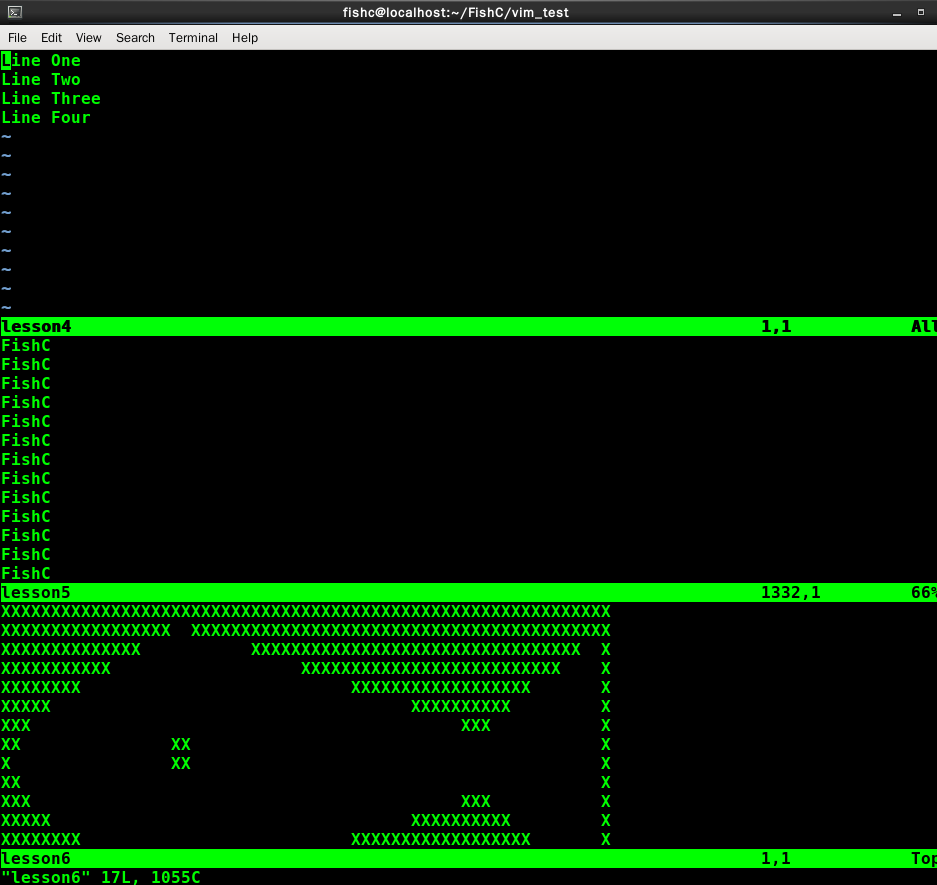 fishc@localhost:~/FishC/vim_test
File Edit View Search Terminal Help
Line One
Line Two
Line Three
Line Four
~
~
~
~
~
~
~
~
~
~
lesson4 1,1 All
FishC
FishC
FishC
FishC
FishC
FishC
FishC
FishC
FishC
FishC
FishC
FishC
FishC
lesson5 1332,1 66%
XXXXXXXXXXXXXXXXXXXXXXXXXXXXXXXXXXXXXXXXXXXXXXXXXXXXXXXXXXXXX
XXXXXXXXXXXXXXXXX  XXXXXXXXXXXXXXXXXXXXXXXXXXXXXXXXXXXXXXXXXX
XXXXXXXXXXXXXX           XXXXXXXXXXXXXXXXXXXXXXXXXXXXXXXXX  X
XXXXXXXXXXX                   XXXXXXXXXXXXXXXXXXXXXXXXXX    X
XXXXXXXX                           XXXXXXXXXXXXXXXXXX       X
XXXXX                                    XXXXXXXXXX         X
XXX                                           XXX           X
XX               XX                                         X
X                XX                                         X
XX                                                          X
XXX                                           XXX           X
XXXXX                                    XXXXXXXXXX         X
XXXXXXXX                           XXXXXXXXXXXXXXXXXX       X
lesson6 1,1 Top
"lesson6" 17L, 1055C